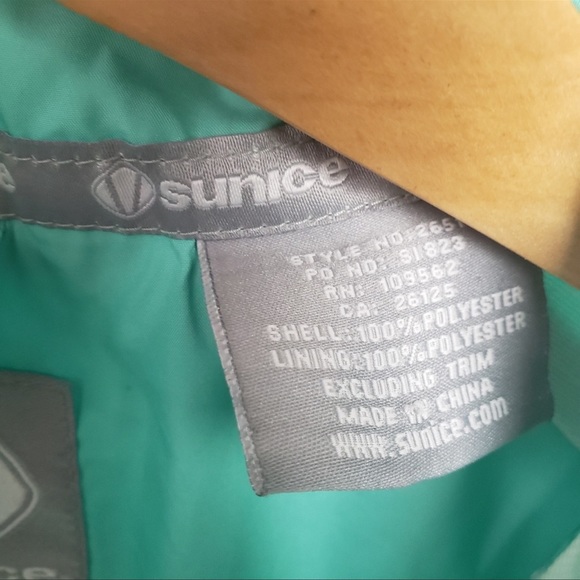 sunice
STYLE NO: 265
PO NO: S1823
RN: 109562
CA: 26125
SHELL: 100% POLYESTER
LINING: 100% POLYESTER
EXCLUDING TRIM
MADE IN CHINA
www.sunice.com
ce